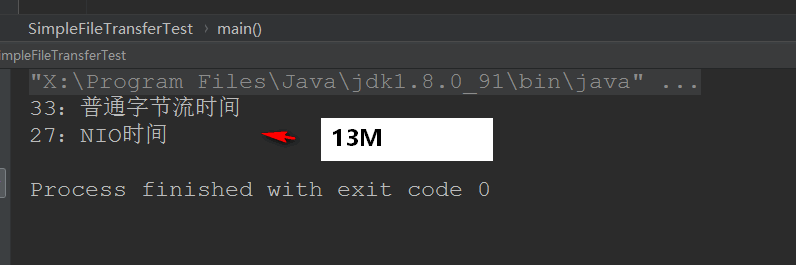 SimpleFileTransferTest › main()
impleFileTransferTest
"X:\Program Files\Java\jdk1.8.0_91\bin\java" ...
33：普通字节流时间
27：NIO时间
13M
Process finished with exit code 0